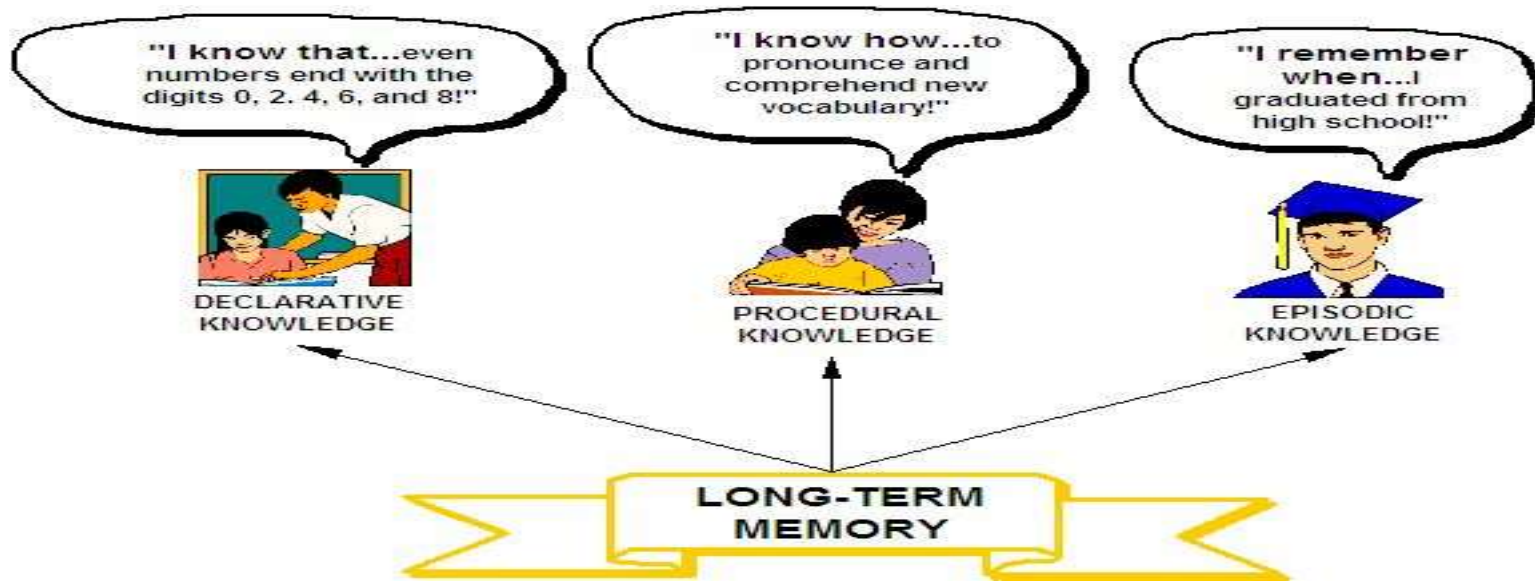 "I know that...even
numbers end with the
digits 0, 2. 4, 6, and 8!"
"I know how...to
pronounce and
comprehend new
vocabulary!"
"I remember
when...I
graduated from
high school!"
DECLARATIVE
KNOWLEDGE
PROCEDURAL
KNOWLEDGE
EPISODIC
KNOWLEDGE
LONG-TERM
MEMORY